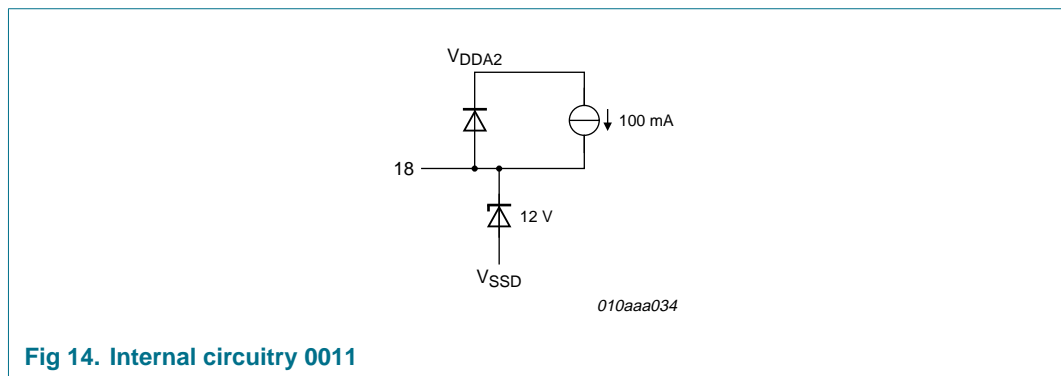 VDDA2
100 mA
18
12 V
VSSD
010aaa034
Fig 14. Internal circuitry 0011